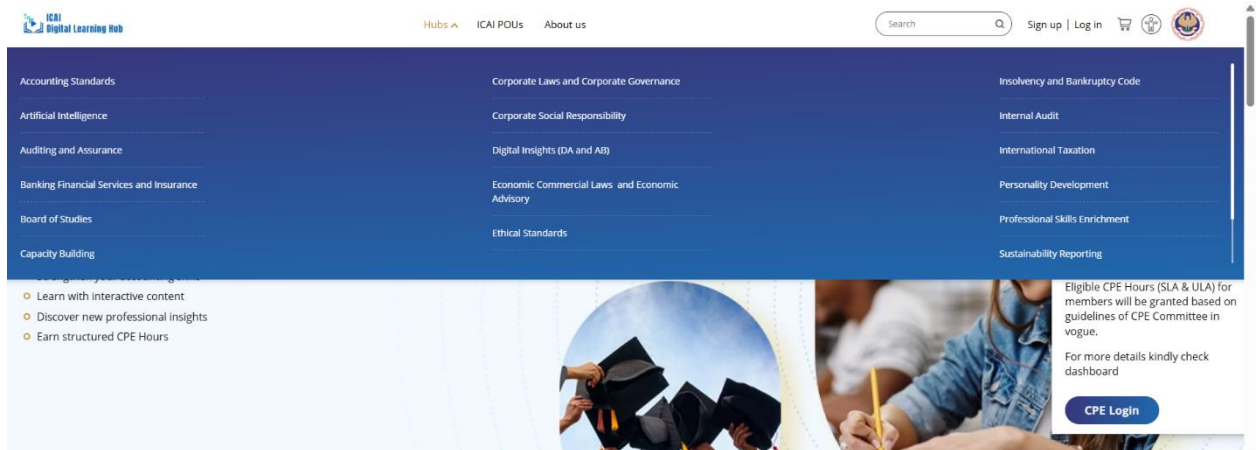 ICAI
Digital Learning Hub
Hubs
ICAI POUs
About us
Search
Sign up | Log in
Accounting Standards
Artificial Intelligence
Auditing and Assurance
Banking Financial Services and Insurance
Board of Studies
Capacity Building
Corporate Laws and Corporate Governance
Corporate Social Responsibility
Digital Insights (DA and AB)
Economic Commercial Laws and Economic
Advisory
Ethical Standards
Insolvency and Bankruptcy Code
Internal Audit
International Taxation
Personality Development
Professional Skills Enrichment
Sustainability Reporting
Learn with interactive content
Discover new professional insights
Earn structured CPE Hours
Eligible CPE Hours (SLA & ULA) for
members will be granted based on
guidelines of CPE Committee in
vogue.
For more details kindly check
dashboard
CPE Login